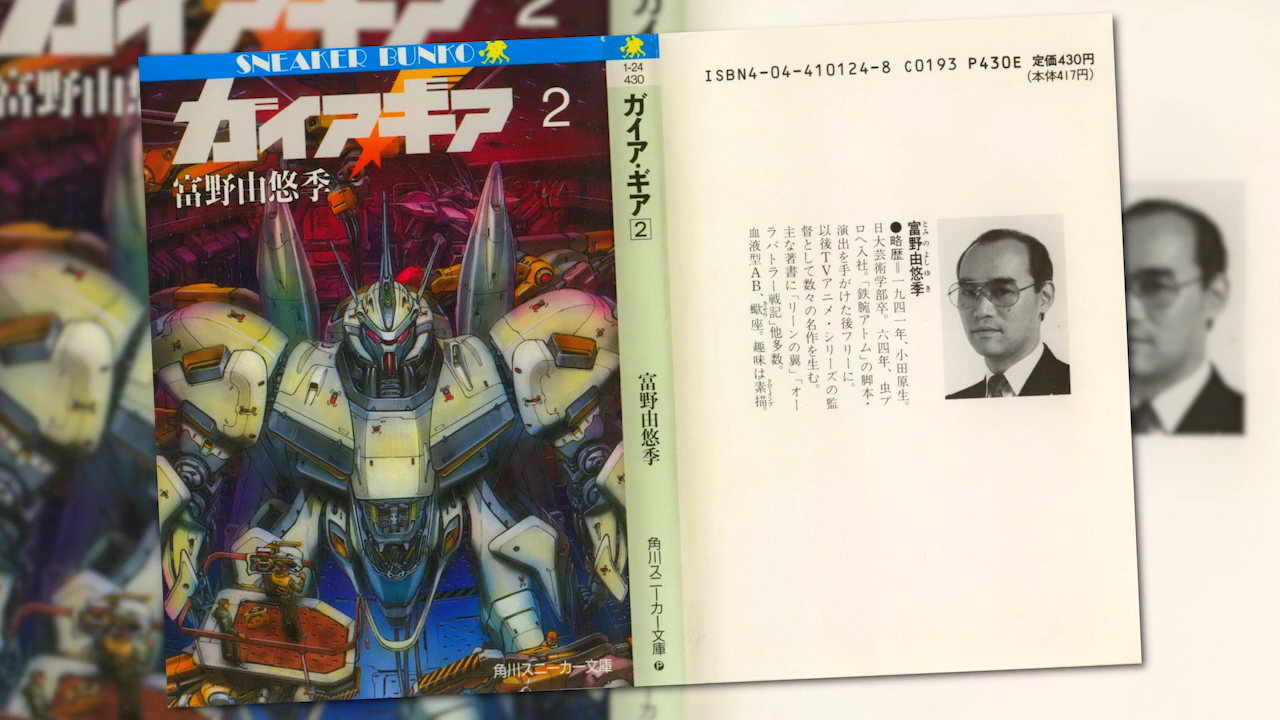 SNEAKER BUNKO
ガイア・ギア
2
富野由悠季
角川スニーカー文庫
1-24
430
ガイア・ギア 2
富野由悠季
角川スニーカー文庫 P
ISBN4-04-410124-8 C0193 P430E 定価430円
(本体417円)
富野由悠季
とみのよしゆき
●略歴=一九四一年、小田原生。
日大芸術学部卒。六四年、虫プ
ロへ入社。「鉄腕アトム」の脚本・
演出を手がけた後フリーに。
以後TVアニメ・シリーズの監
督として数々の名作を生む。
主な著書に「リーンの翼」「オー
ラバトラー戦記」他多数。
血液型AB、蠍座。趣味は素描。